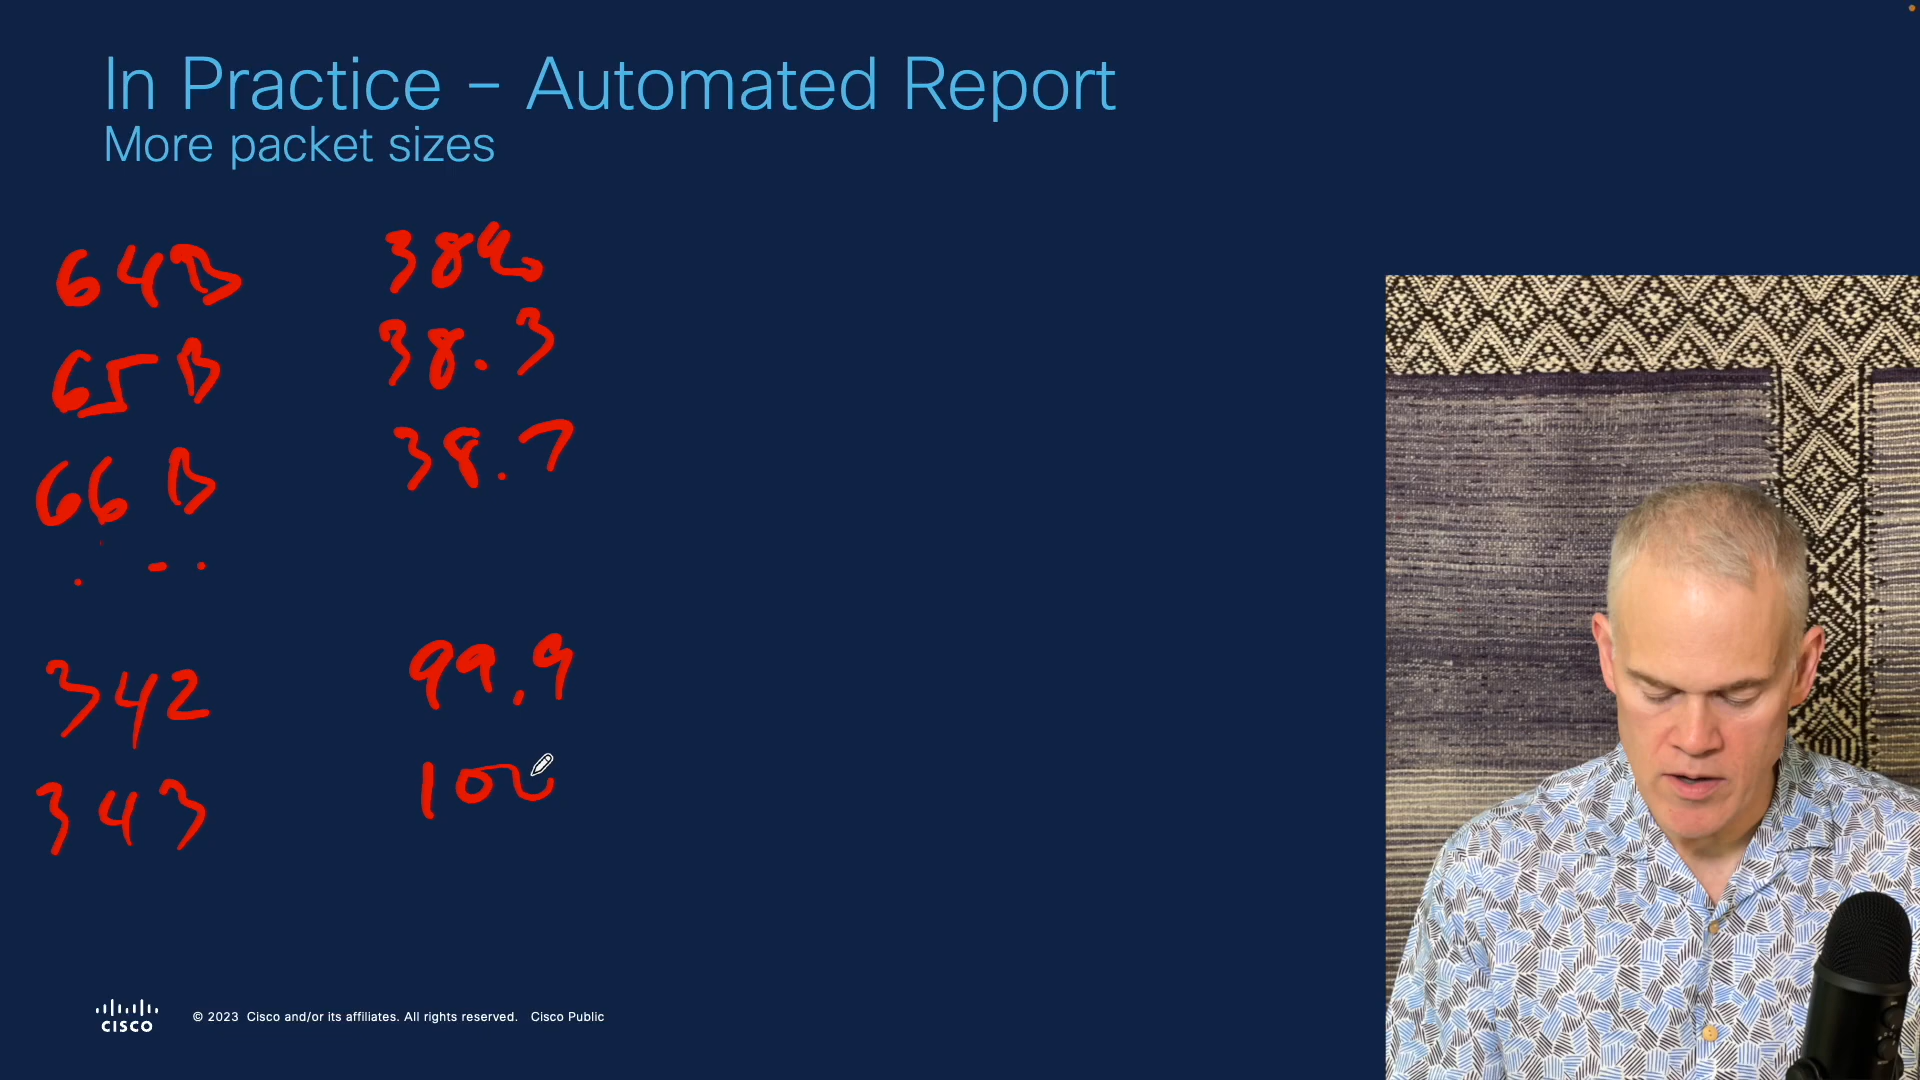 In Practice – Automated Report
More packet sizes
64B 38%
65B 38.3
66B 38.7
...
342 99.9
343 100
CISCO
© 2023 Cisco and/or its affiliates. All rights reserved. Cisco Public